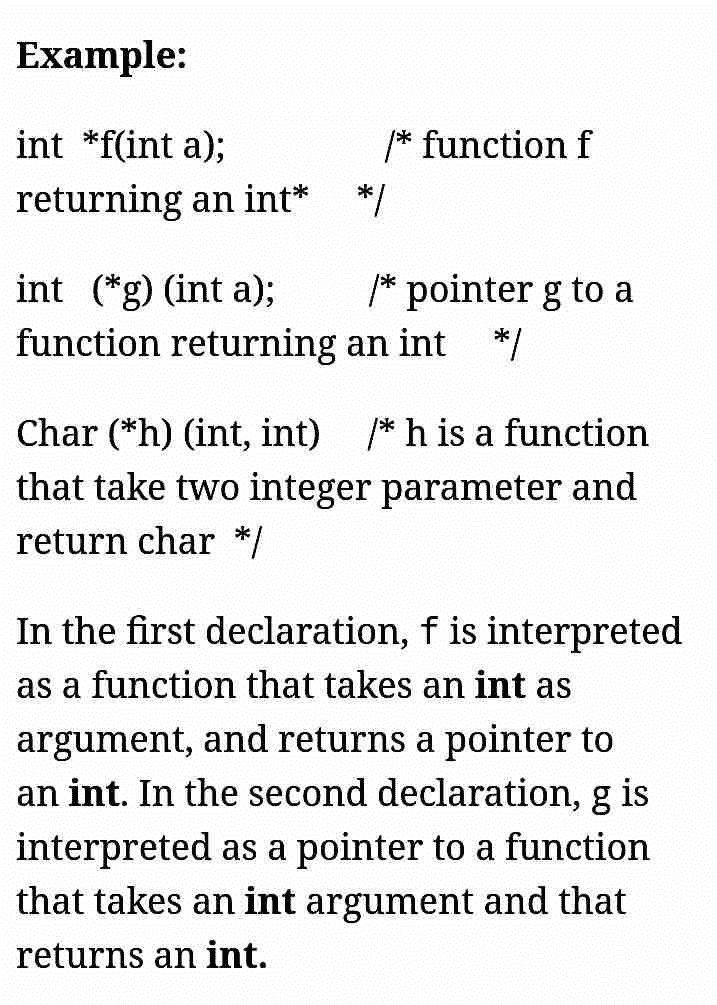 Example:
int  *f(int a);                /* function f
returning an int*     */
int   (*g) (int a);          /* pointer g to a
function returning an int     */
Char (*h) (int, int)     /* h is a function
that take two integer parameter and
return char  */
In the first declaration, f is interpreted
as a function that takes an int as
argument, and returns a pointer to
an int. In the second declaration, g is
interpreted as a pointer to a function
that takes an int argument and that
returns an int.